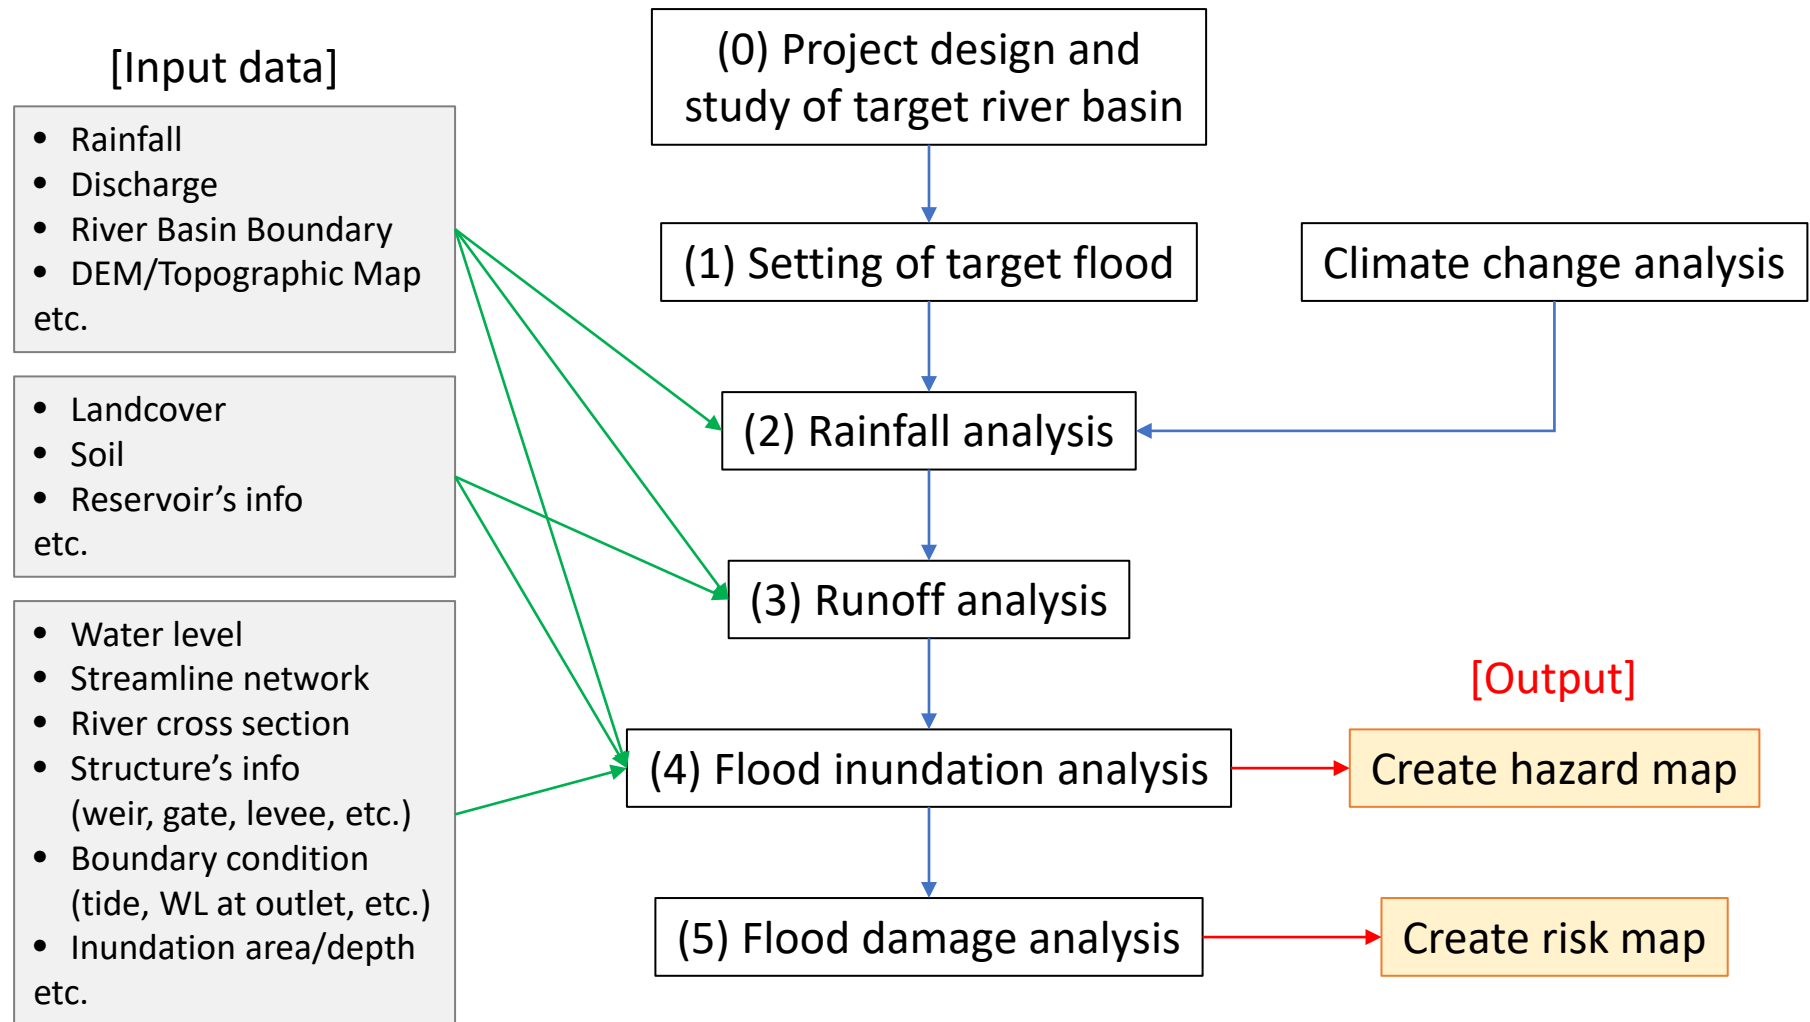 [Input data]
• Rainfall
• Discharge
• River Basin Boundary
• DEM/Topographic Map
etc.
• Landcover
• Soil
• Reservoir’s info
etc.
• Water level
• Streamline network
• River cross section
• Structure’s info
(weir, gate, levee, etc.)
• Boundary condition
(tide, WL at outlet, etc.)
• Inundation area/depth
etc.
(0) Project design and
study of target river basin
(1) Setting of target flood
Climate change analysis
(2) Rainfall analysis
(3) Runoff analysis
(4) Flood inundation analysis
(5) Flood damage analysis
[Output]
Create hazard map
Create risk map